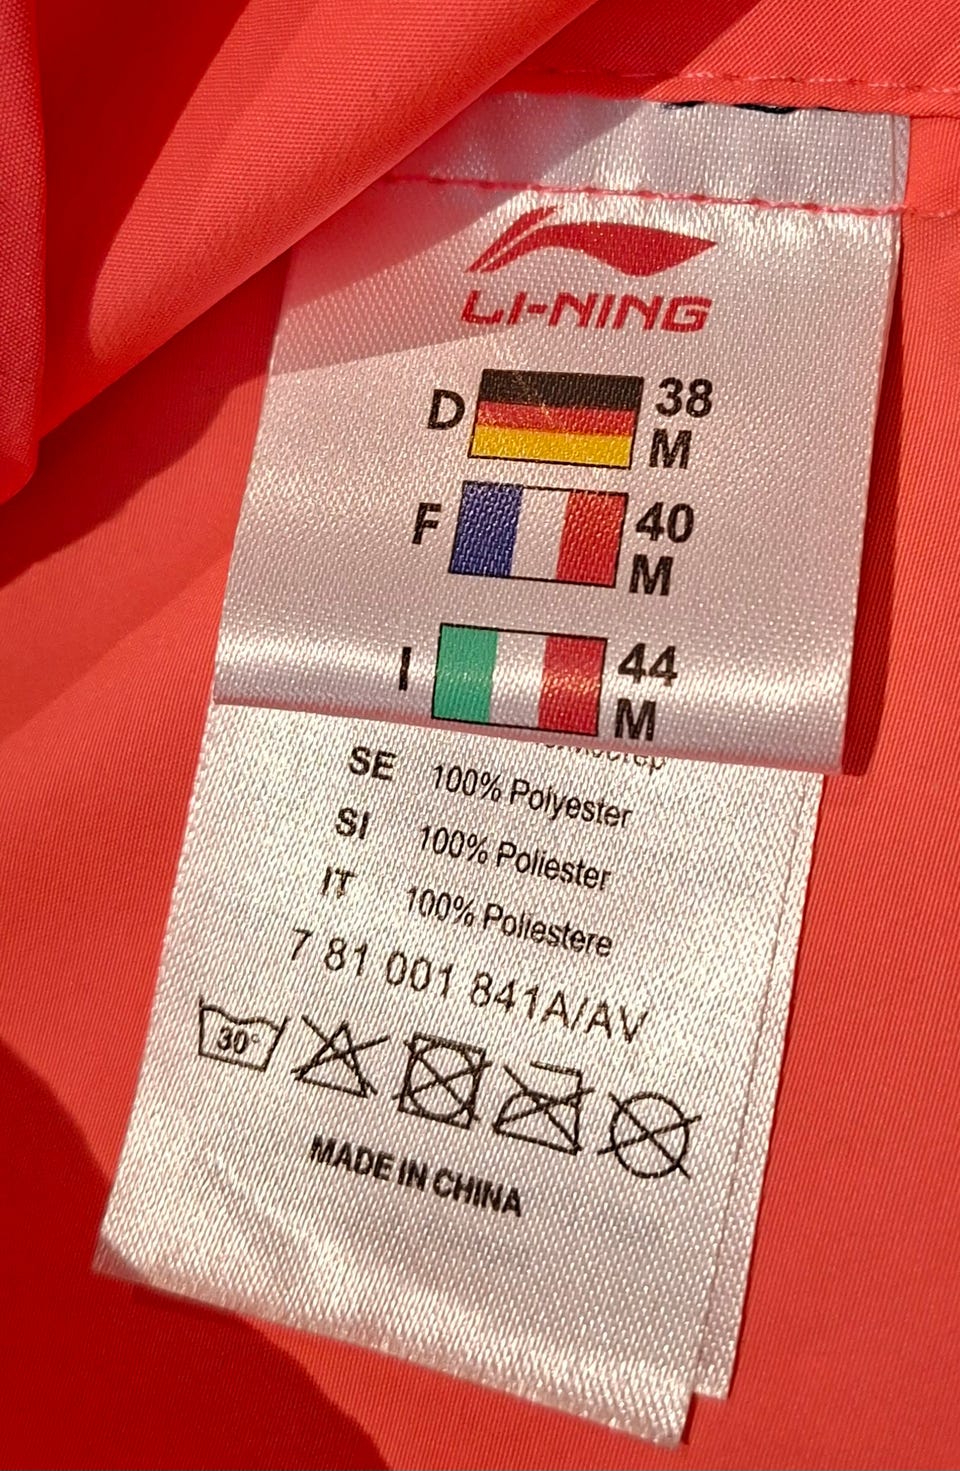 LI-NING
D 38
M
F 40
M
I 44
M
SE 100% Polyester
SI 100% Poliester
IT 100% Poliestere
7 81 001 841A/AV
30°
MADE IN CHINA